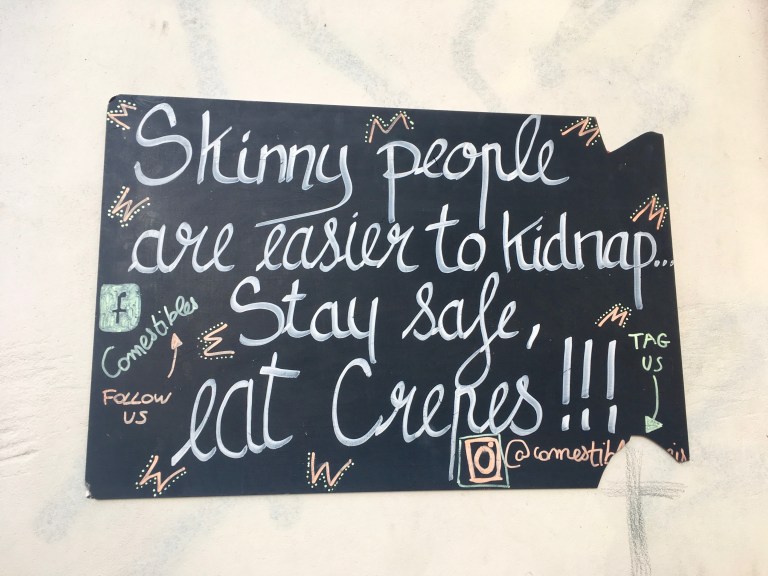 Skinny people
are easier to kidnap...
Stay safe,
eat Crepes!!!
f
Comestibles
FOLLOW
US
TAG
US